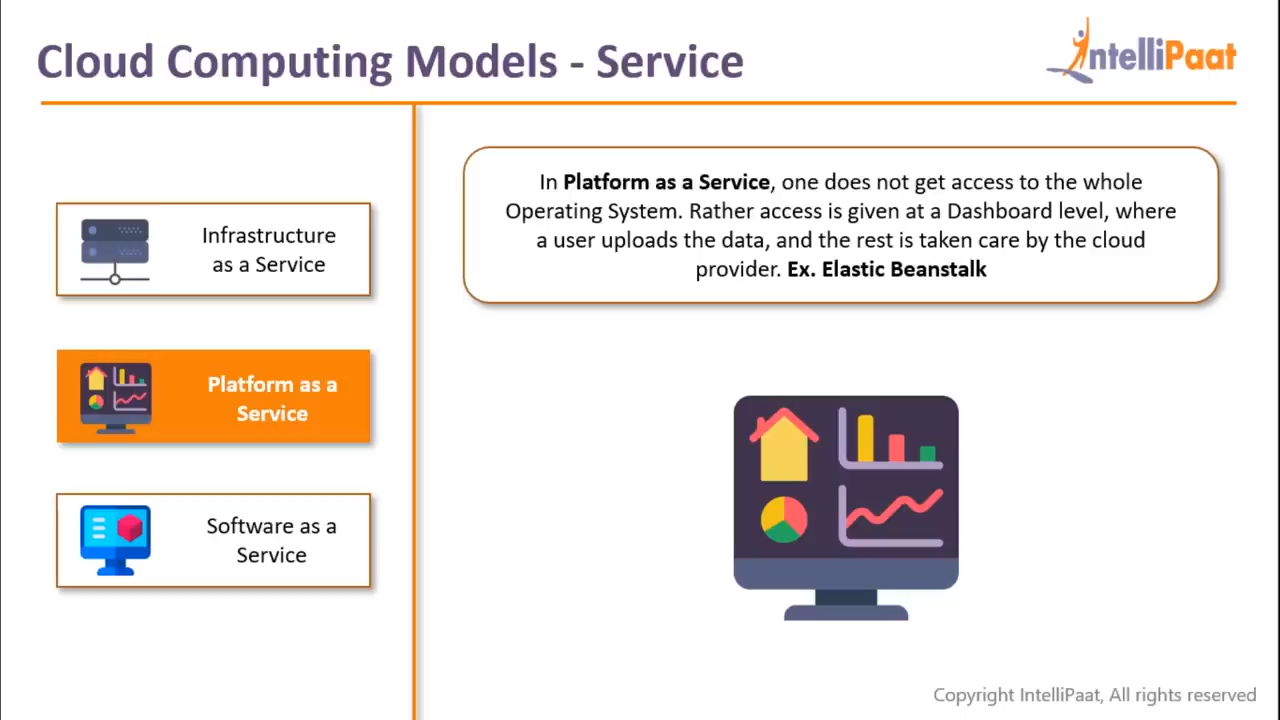 Cloud Computing Models - Service
IntelliPaat
Infrastructure
as a Service
Platform as a
Service
Software as a
Service
In Platform as a Service, one does not get access to the whole
Operating System. Rather access is given at a Dashboard level, where
a user uploads the data, and the rest is taken care by the cloud
provider. Ex. Elastic Beanstalk
Copyright IntelliPaat, All rights reserved